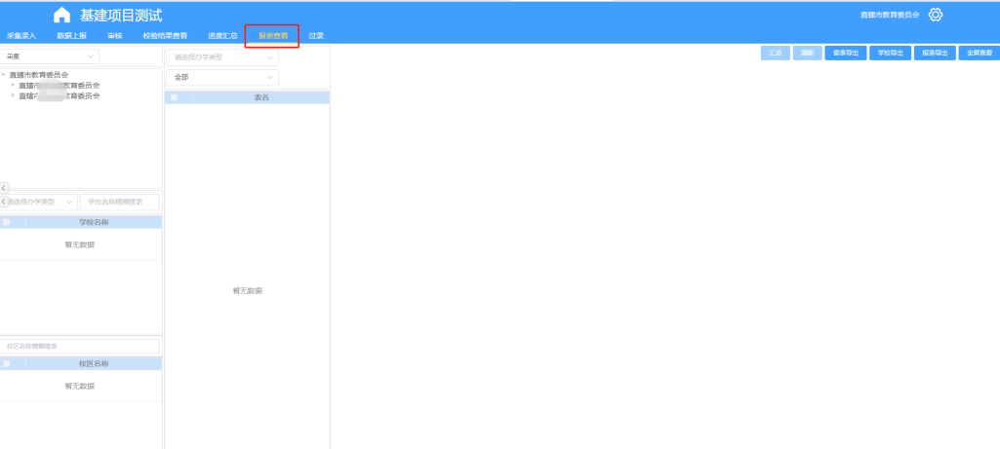 基建项目测试
直辖市教育委员会
采集录入 数据上报 审核 校验结果查看 进度汇总 报表查看 过录
采集
请选择办学类型
汇总 刷新 查表导出 学校导出 报表导出 全屏查看
直辖市教育委员会
直辖 教育委员会
直辖 教育委员会
全部
表名
暂无数据
请选择办学类型 学校名称模糊搜索
学校名称
暂无数据
校区名称模糊搜索
校区名称
暂无数据